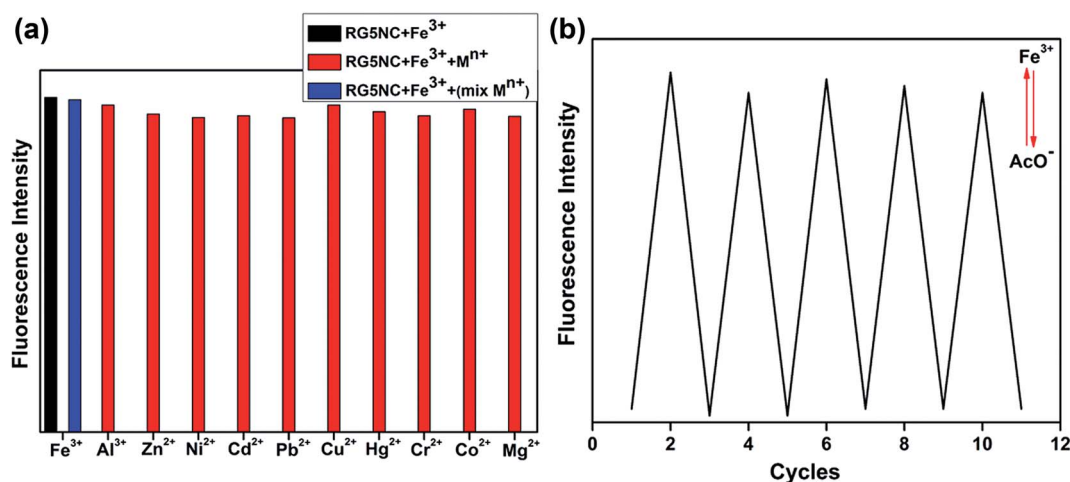 (a)
RG5NC+Fe³⁺
RG5NC+Fe³⁺+Mⁿ⁺
RG5NC+Fe³⁺+(mix Mⁿ⁺)
Fluorescence Intensity
Fe³⁺ Al³⁺ Zn²⁺ Ni²⁺ Cd²⁺ Pb²⁺ Cu²⁺ Hg²⁺ Cr²⁺ Co²⁺ Mg²⁺
(b)
Fe³⁺
AcO⁻
Fluorescence Intensity
0 2 4 6 8 10 12
Cycles